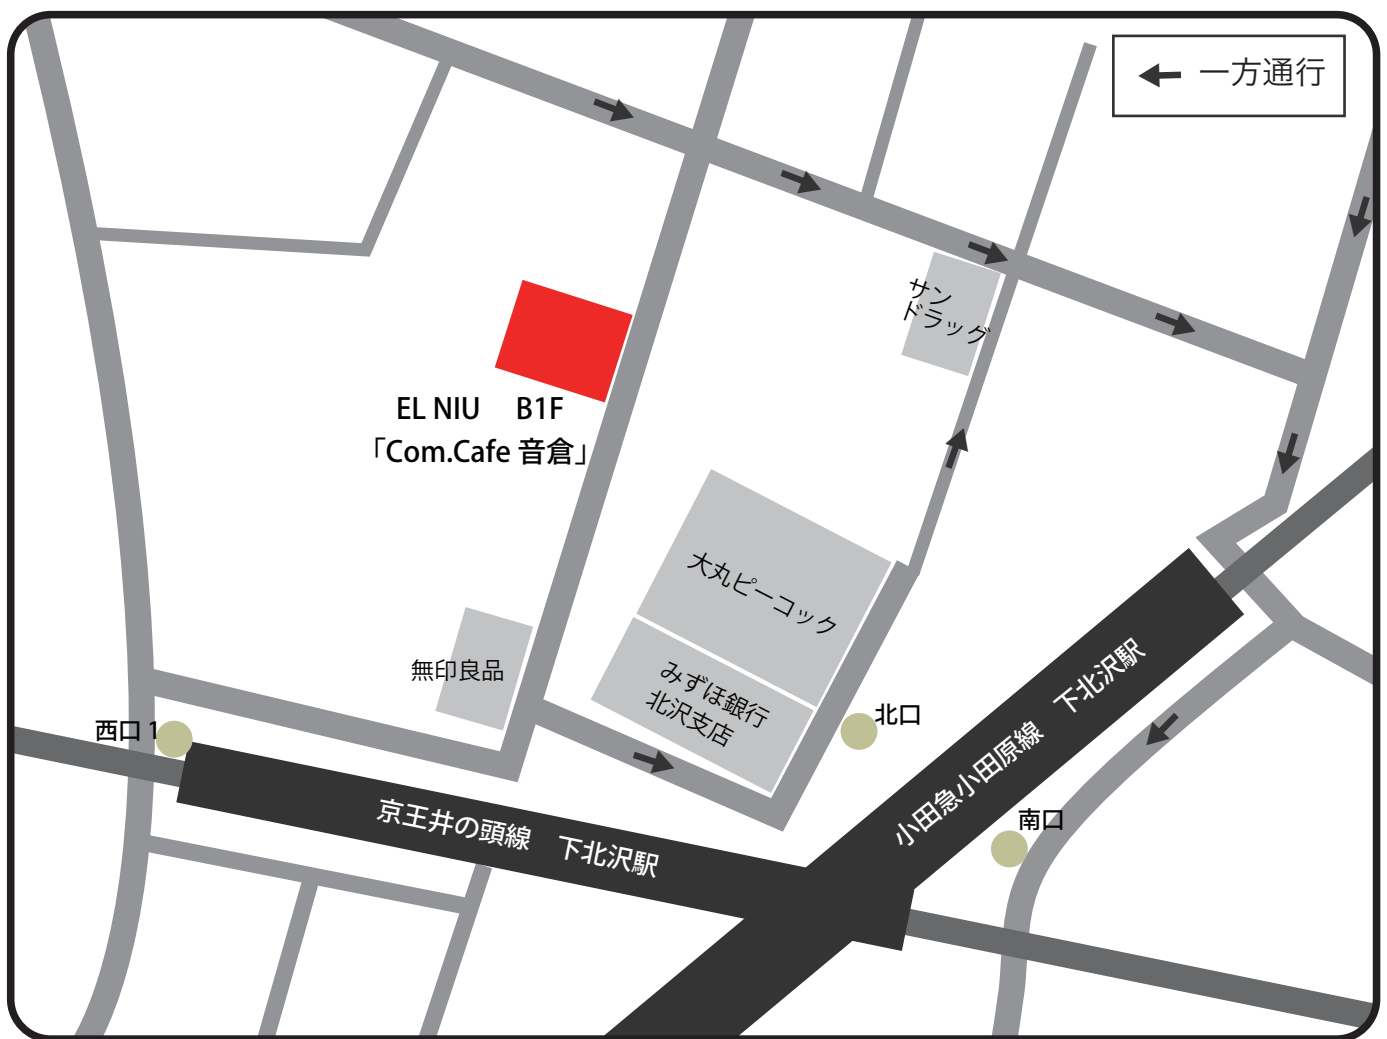 一方通行
サン
ドラッグ
EL NIU B1F
「Com.Cafe 音倉」
大丸ピーコック
無印良品
みずほ銀行
北沢支店
西口 1
北口
小田急小田原線 下北沢駅
京王井の頭線 下北沢駅
南口